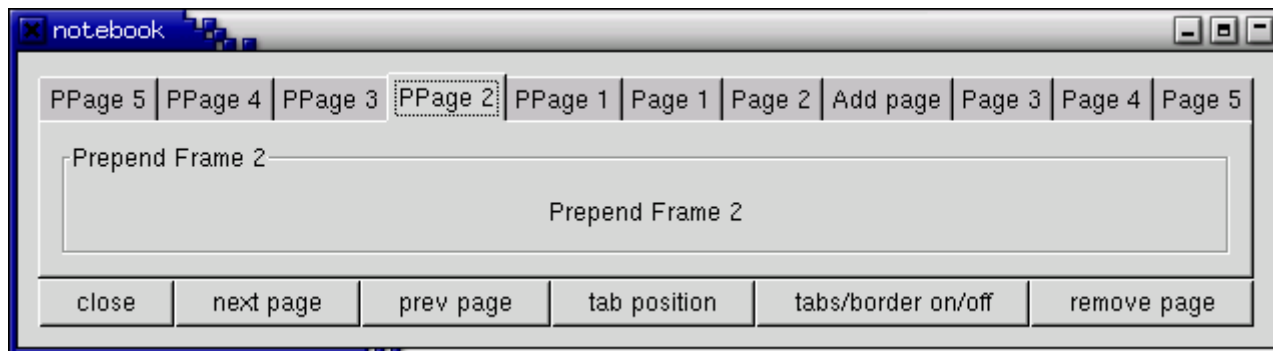 notebook
PPage 5 PPage 4 PPage 3 PPage 2 PPage 1 Page 1 Page 2 Add page Page 3 Page 4 Page 5
Prepend Frame 2
Prepend Frame 2
close next page prev page tab position tabs/border on/off remove page